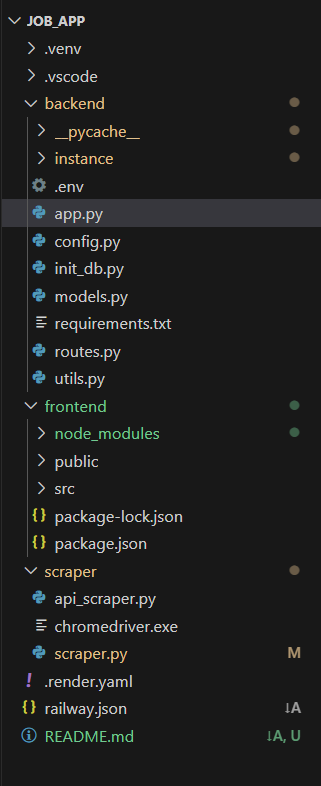 JOB_APP
.venv
.vscode
backend
__pycache__
instance
.env
app.py
config.py
init_db.py
models.py
requirements.txt
routes.py
utils.py
frontend
node_modules
public
src
{} package-lock.json
{} package.json
scraper
api_scraper.py
chromedriver.exe
scraper.py M
! .render.yaml
{} railway.json ↓A
README.md ↓A, U